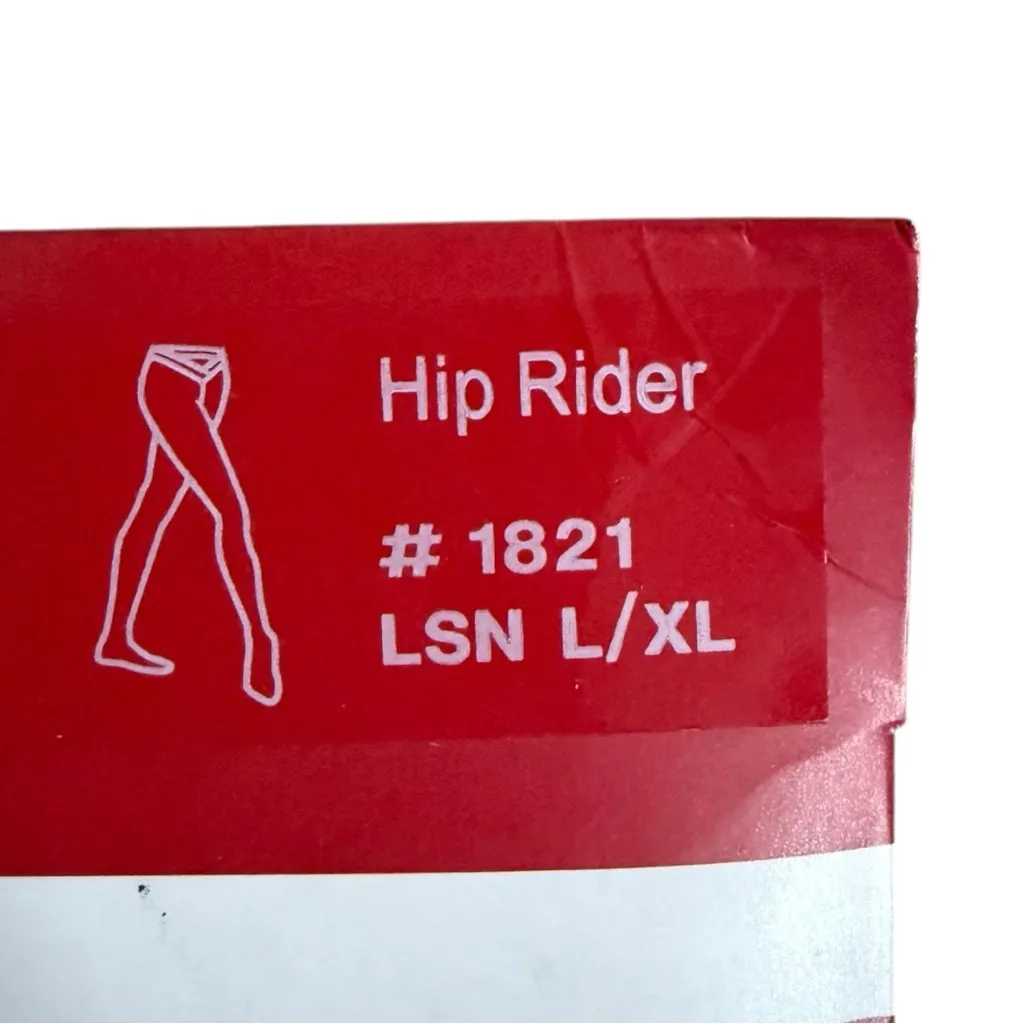 Hip Rider
# 1821
LSN L/XL